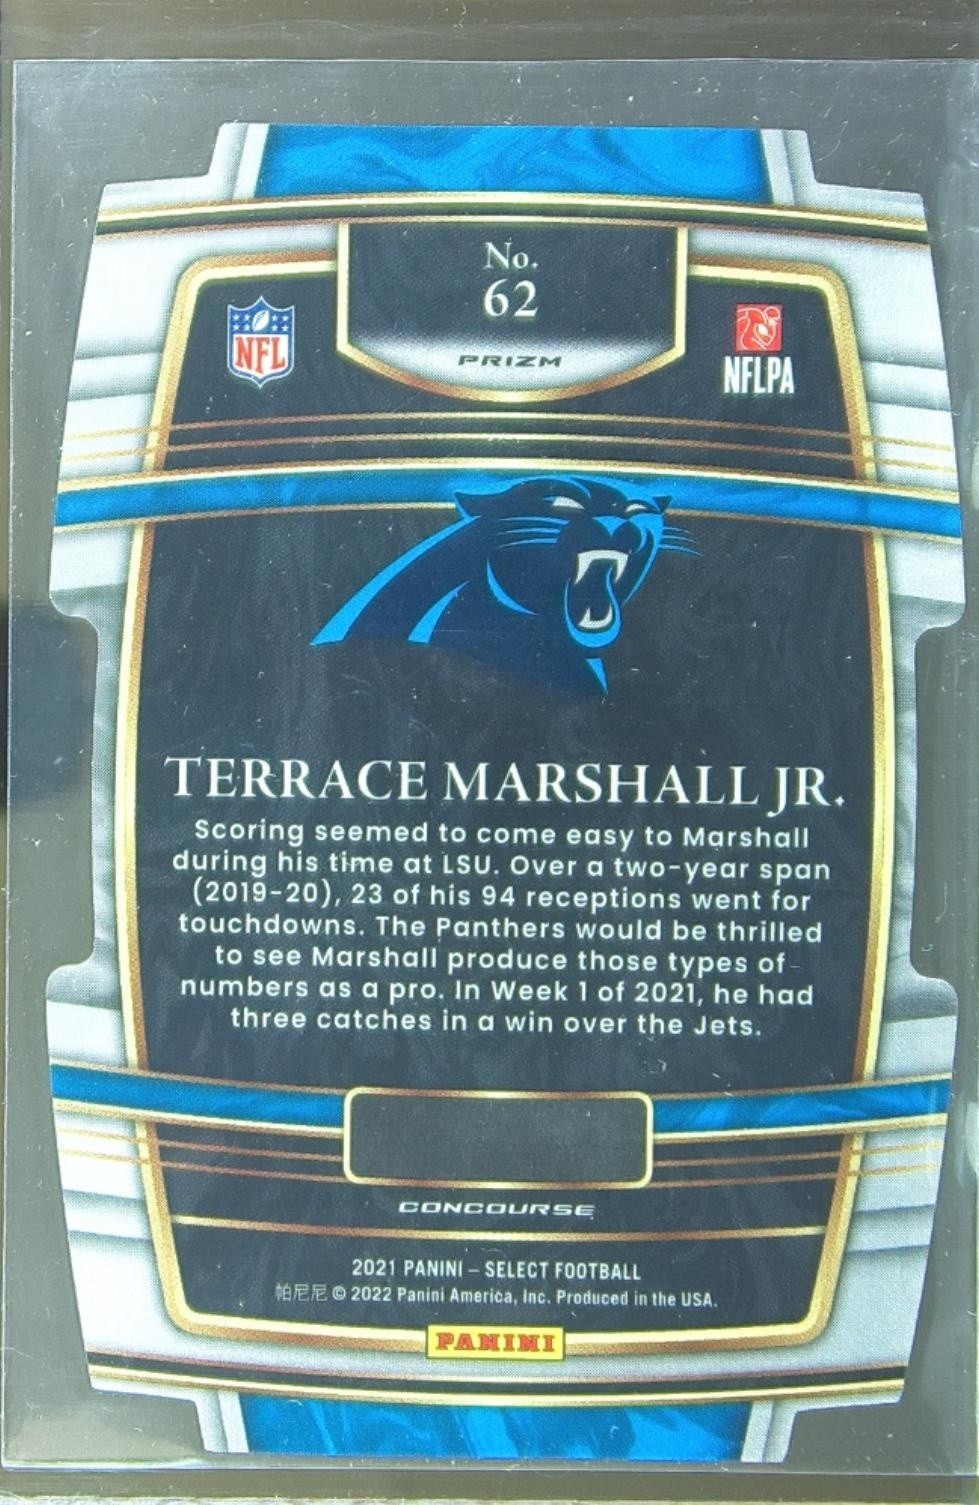 No.
62
PRIZM
NFL
NFLPA
TERRACE MARSHALL JR.
Scoring seemed to come easy to Marshall
during his time at LSU. Over a two-year span
(2019-20), 23 of his 94 receptions went for
touchdowns. The Panthers would be thrilled
to see Marshall produce those types of
numbers as a pro. In Week 1 of 2021, he had
three catches in a win over the Jets.
CONCOURSE
2021 PANINI – SELECT FOOTBALL
帕尼尼 © 2022 Panini America, Inc. Produced in the USA.
PANINI